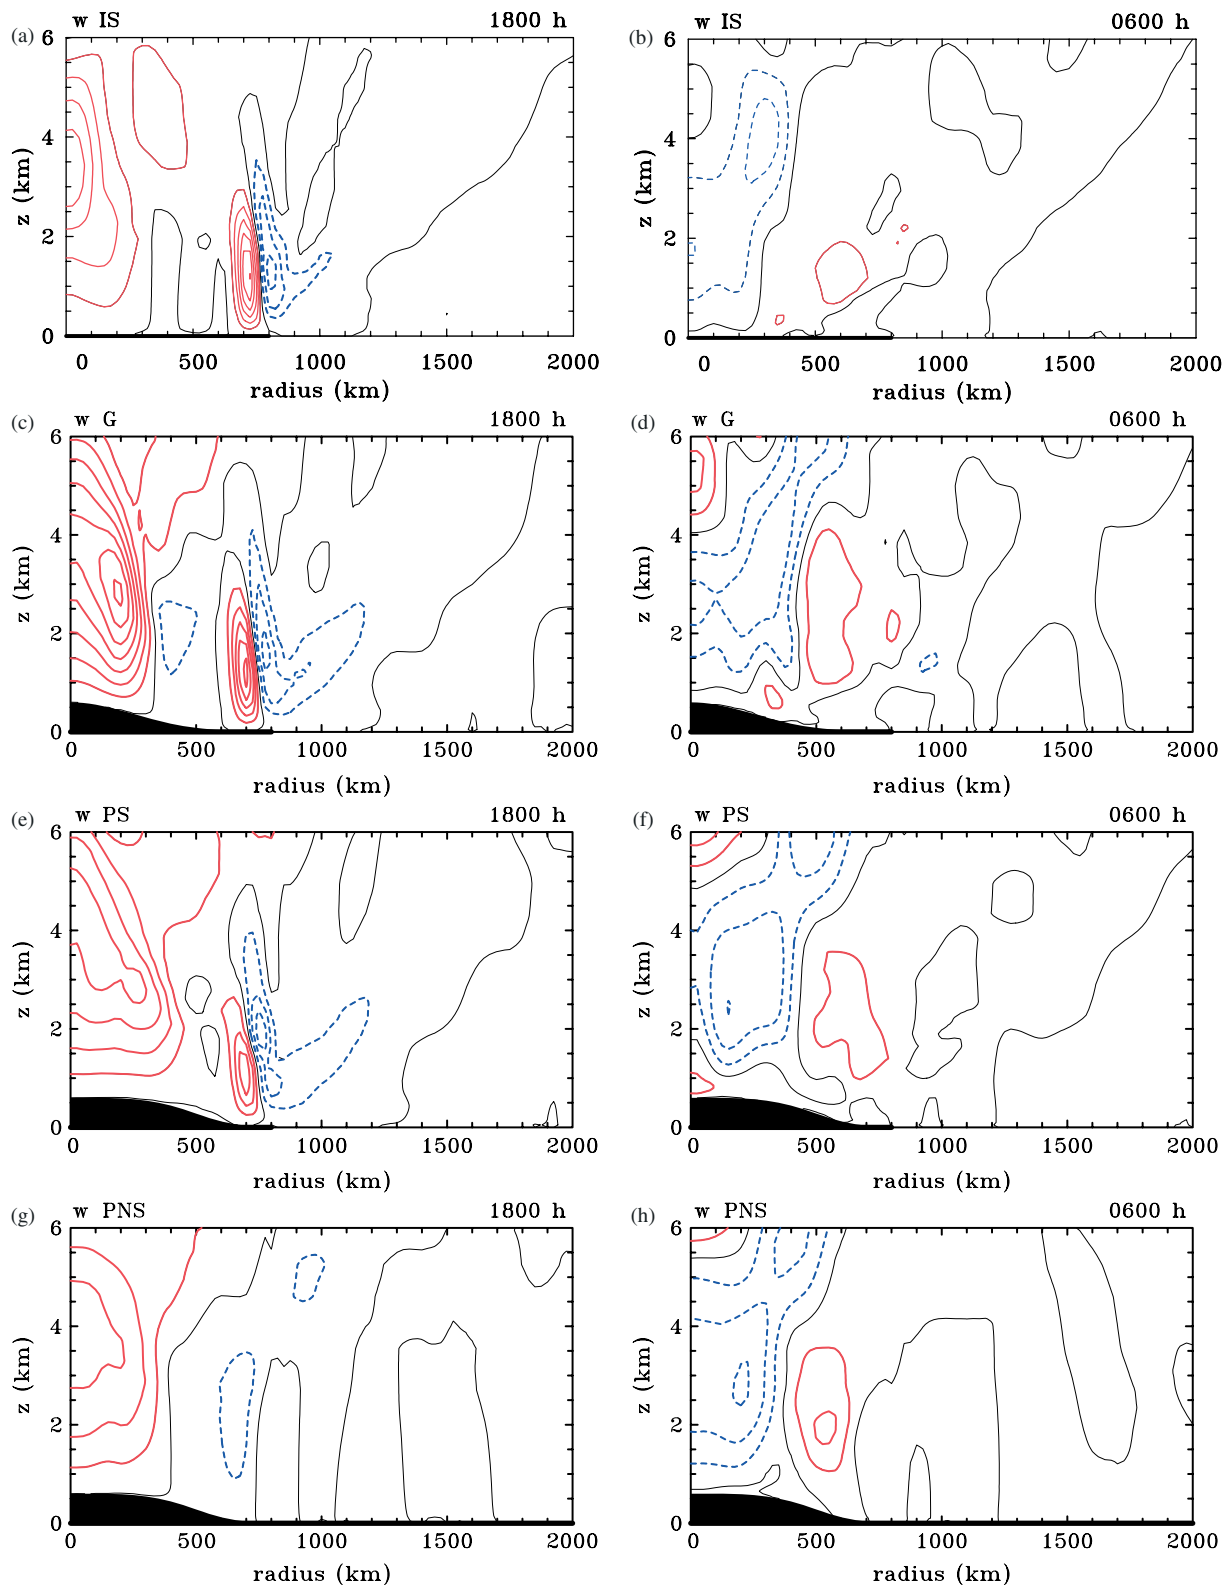 (a) w IS 1800 h
6
4
2
0
z (km)
0 500 1000 1500 2000
radius (km)
(b) w IS 0600 h
6
4
2
0
z (km)
0 500 1000 1500 2000
radius (km)
(c) w G 1800 h
6
4
2
0
z (km)
0 500 1000 1500 2000
radius (km)
(d) w G 0600 h
6
4
2
0
z (km)
0 500 1000 1500 2000
radius (km)
(e) w PS 1800 h
6
4
2
0
z (km)
0 500 1000 1500 2000
radius (km)
(f) w PS 0600 h
6
4
2
0
z (km)
0 500 1000 1500 2000
radius (km)
(g) w PNS 1800 h
6
4
2
0
z (km)
0 500 1000 1500 2000
radius (km)
(h) w PNS 0600 h
6
4
2
0
z (km)
0 500 1000 1500 2000
radius (km)